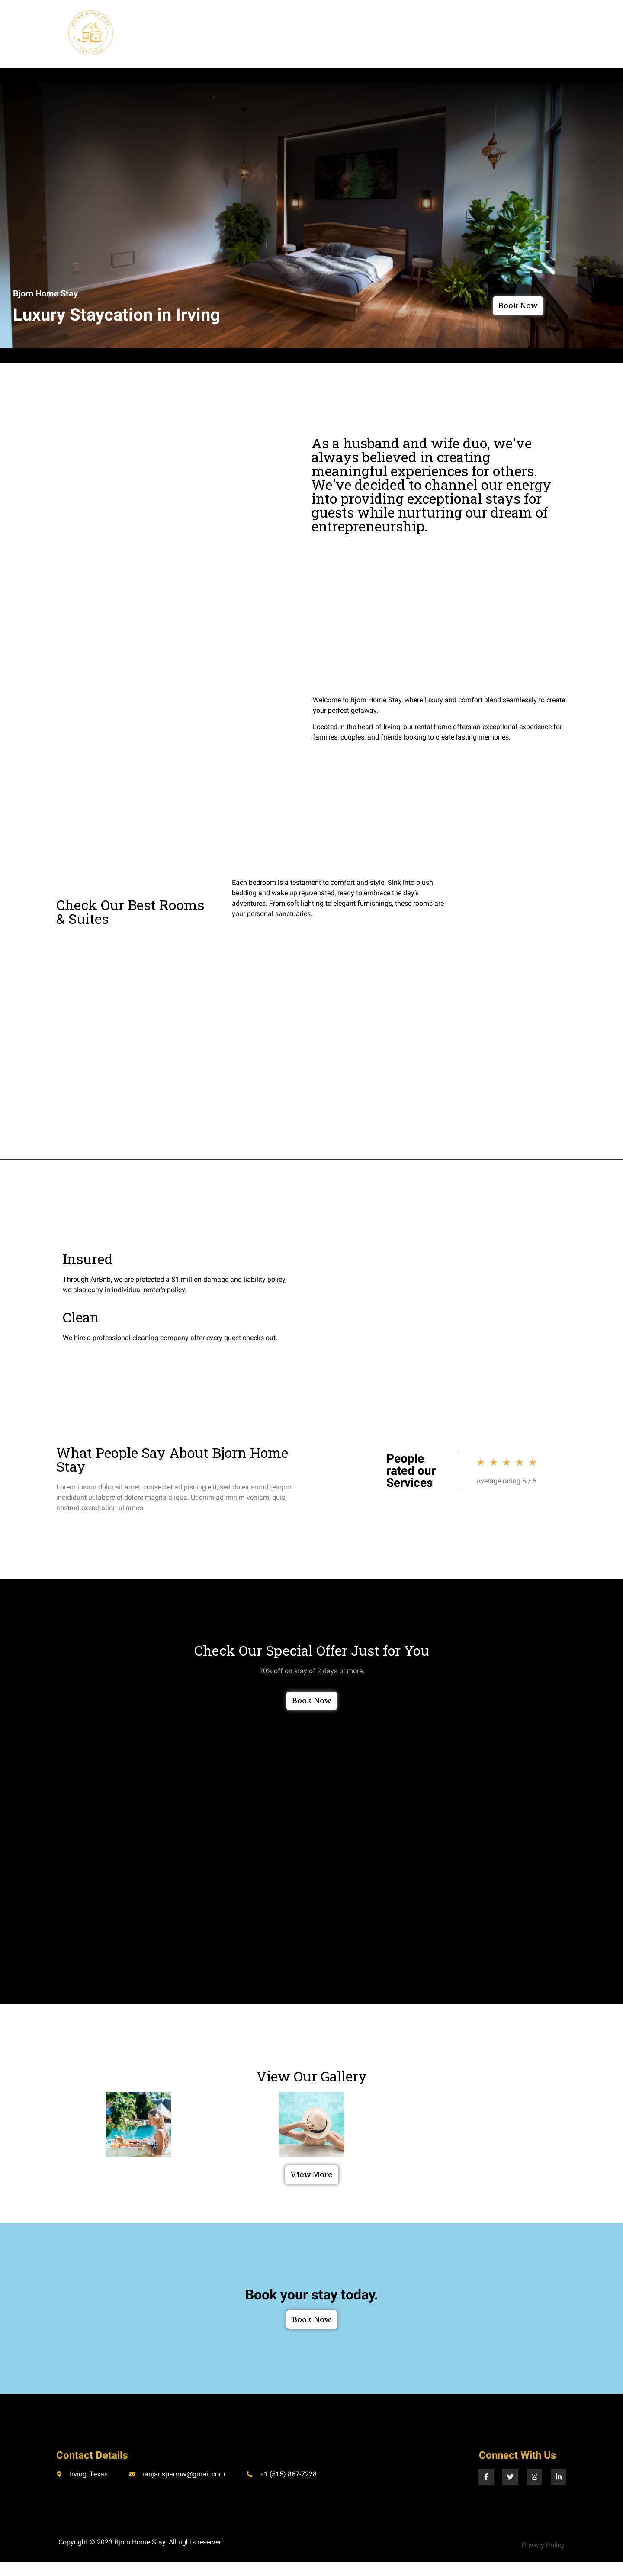 BJORN HOME STAY
EST. 2023
Bjorn Home Stay
Luxury Staycation in Irving
Book Now
As a husband and wife duo, we've
always believed in creating
meaningful experiences for others.
We've decided to channel our energy
into providing exceptional stays for
guests while nurturing our dream of
entrepreneurship.
Welcome to Bjorn Home Stay, where luxury and comfort blend seamlessly to create
your perfect getaway.
Located in the heart of Irving, our rental home offers an exceptional experience for
families, couples, and friends looking to create lasting memories.
Check Our Best Rooms
& Suites
Each bedroom is a testament to comfort and style. Sink into plush
bedding and wake up rejuvenated, ready to embrace the day's
adventures. From soft lighting to elegant furnishings, these rooms are
your personal sanctuaries.
Insured
Through AirBnb, we are protected a $1 million damage and liability policy,
we also carry in individual renter's policy.
Clean
We hire a professional cleaning company after every guest checks out.
What People Say About Bjorn Home
Stay
Lorem ipsum dolor sit amet, consectet adipiscing elit, sed do eiusmod tempor
incididunt ut labore et dolore magna aliqua. Ut enim ad minim veniam, quis
nostrud exercitation ullamco
People
rated our
Services
Average rating 5 / 5
Check Our Special Offer Just for You
20% off on stay of 2 days or more.
Book Now
View Our Gallery
View More
Book your stay today.
Book Now
Contact Details
Irving, Texas
ranjansparrow@gmail.com
+1 (515) 867-7228
Connect With Us
Copyright © 2023 Bjorn Home Stay. All rights reserved.
Privacy Policy